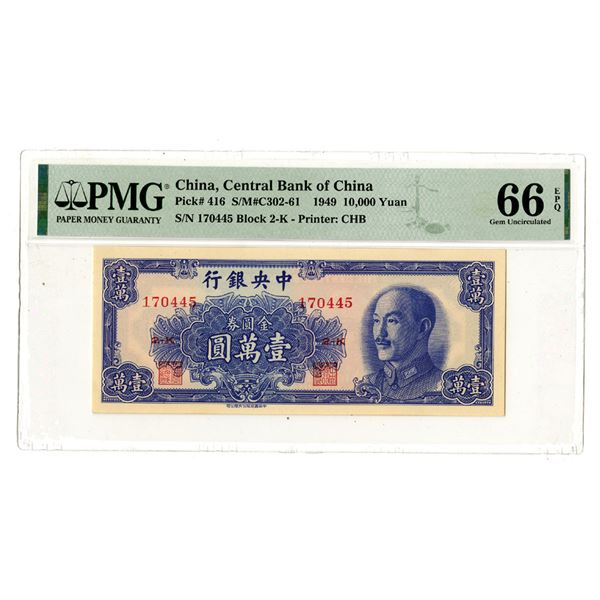 PMG®
PAPER MONEY GUARANTY
China, Central Bank of China
Pick# 416 S/M#C302-61 1949 10,000 Yuan
S/N 170445 Block 2-K - Printer: CHB
66 EPQ
Gem Uncirculated
行銀央中
壹萬
170445
170445
券圓金
2-K
2-K
圓萬壹
萬壹
壹萬